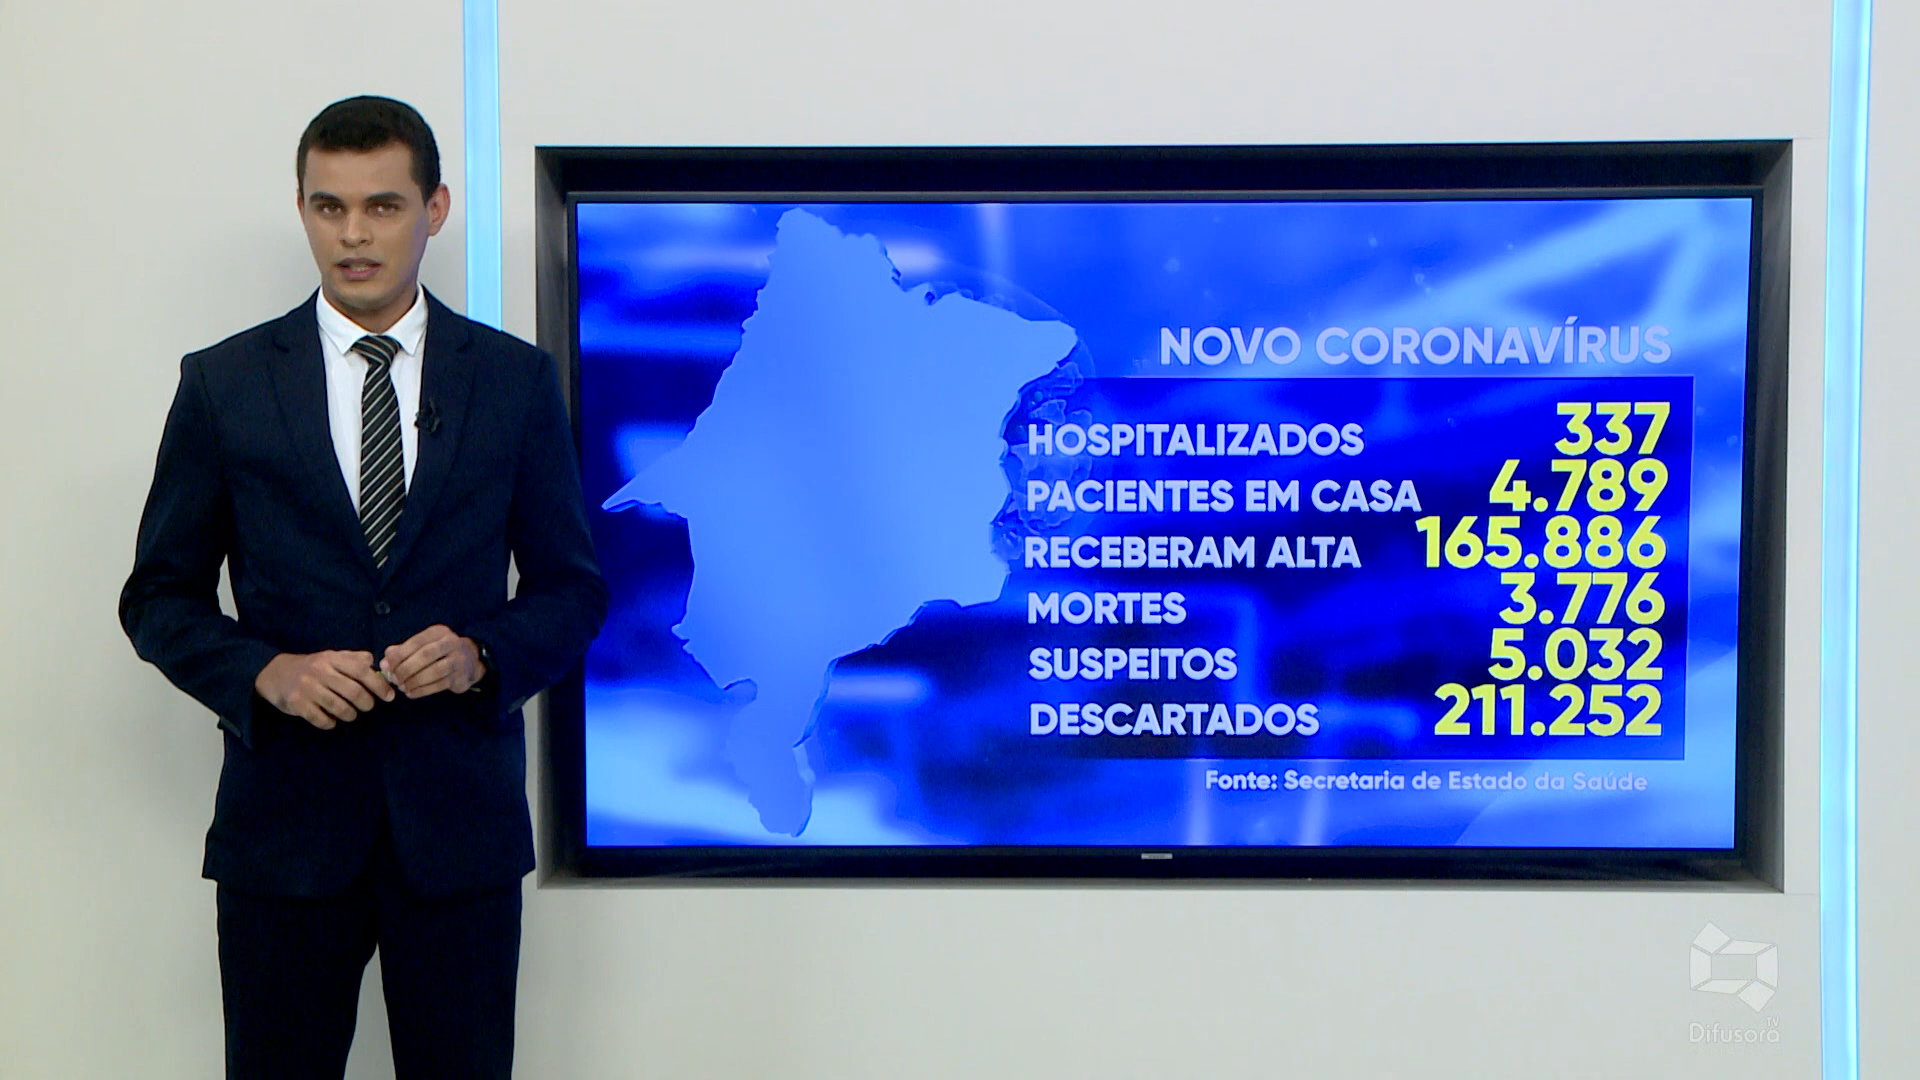 NOVO CORONAVÍRUS
HOSPITALIZADOS 337
PACIENTES EM CASA 4.789
RECEBERAM ALTA 165.886
MORTES 3.776
SUSPEITOS 5.032
DESCARTADOS 211.252
Fonte: Secretaria de Estado da Saúde
TV
Difusora